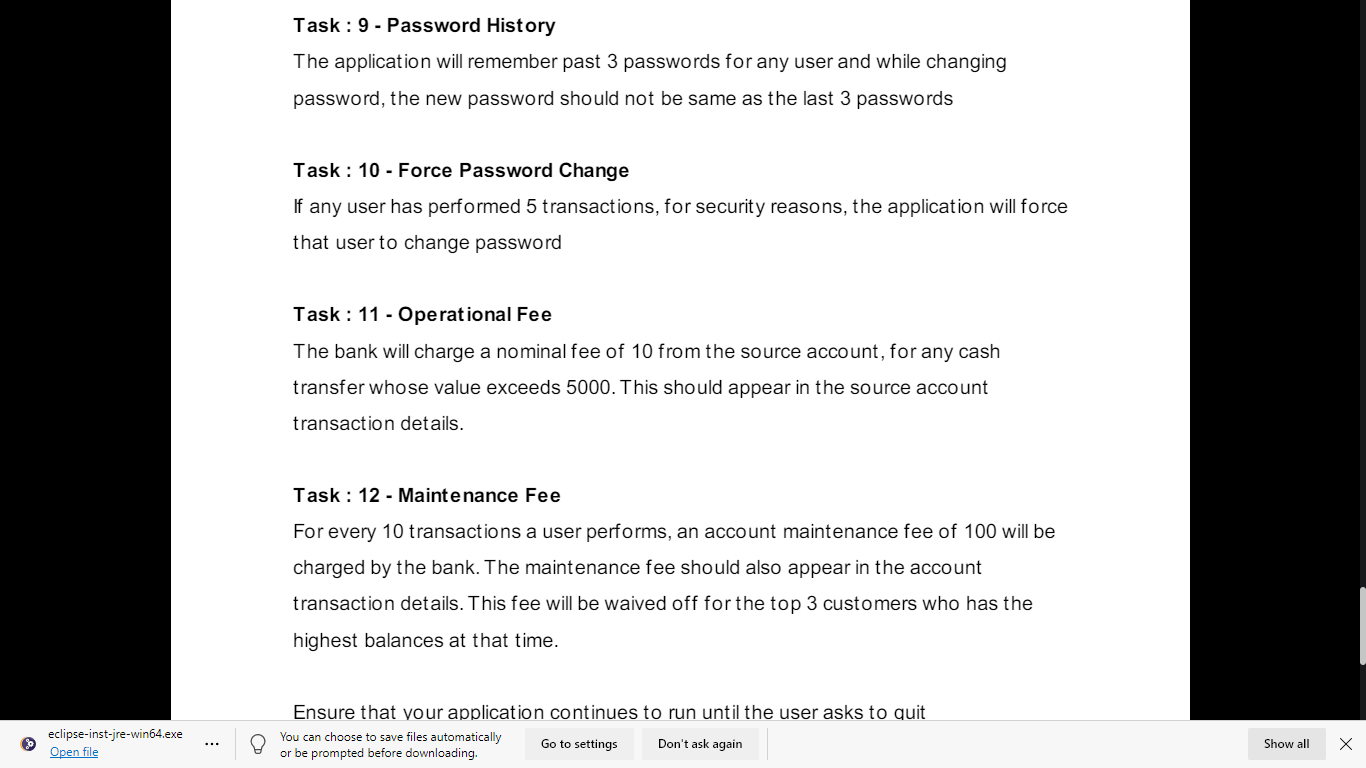 Task : 9 - Password History
The application will remember past 3 passwords for any user and while changing
password, the new password should not be same as the last 3 passwords
Task : 10 - Force Password Change
If any user has performed 5 transactions, for security reasons, the application will force
that user to change password
Task : 11 - Operational Fee
The bank will charge a nominal fee of 10 from the source account, for any cash
transfer whose value exceeds 5000. This should appear in the source account
transaction details.
Task : 12 - Maintenance Fee
For every 10 transactions a user performs, an account maintenance fee of 100 will be
charged by the bank. The maintenance fee should also appear in the account
transaction details. This fee will be waived off for the top 3 customers who has the
highest balances at that time.
Ensure that your application continues to run until the user asks to quit
eclipse-inst-jre-win64.exe
Open file
You can choose to save files automatically
or be prompted before downloading.
Go to settings
Don't ask again
Show all